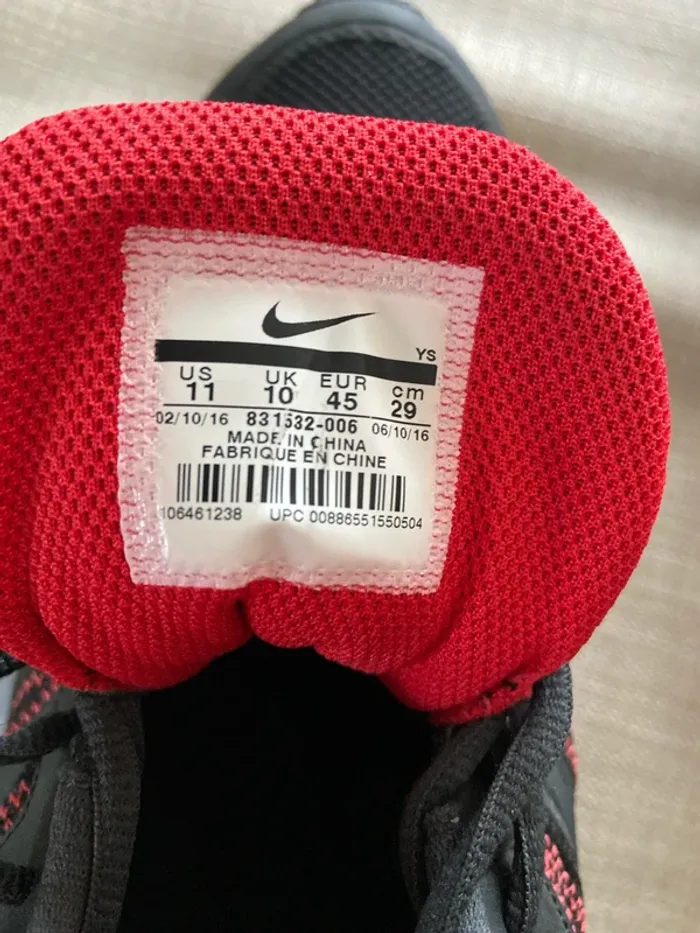 YS
US UK EUR cm
11 10 45 29
02/10/16 831532-006 06/10/16
MADE IN CHINA
FABRIQUE EN CHINE
106461238 UPC 00886551550504